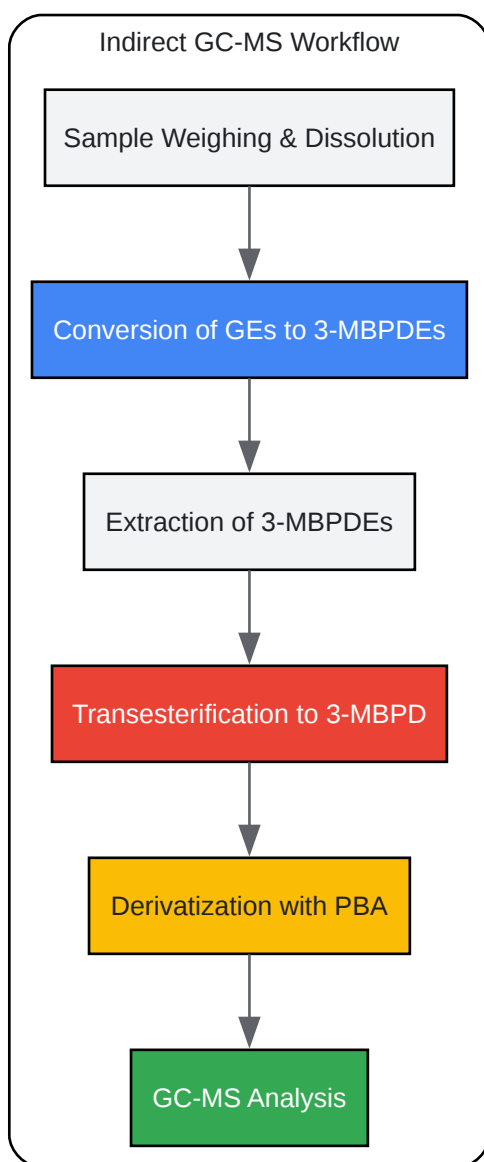 Indirect GC-MS Workflow
Sample Weighing & Dissolution
Conversion of GEs to 3-MBPDEs
Extraction of 3-MBPDEs
Transesterification to 3-MBPD
Derivatization with PBA
GC-MS Analysis